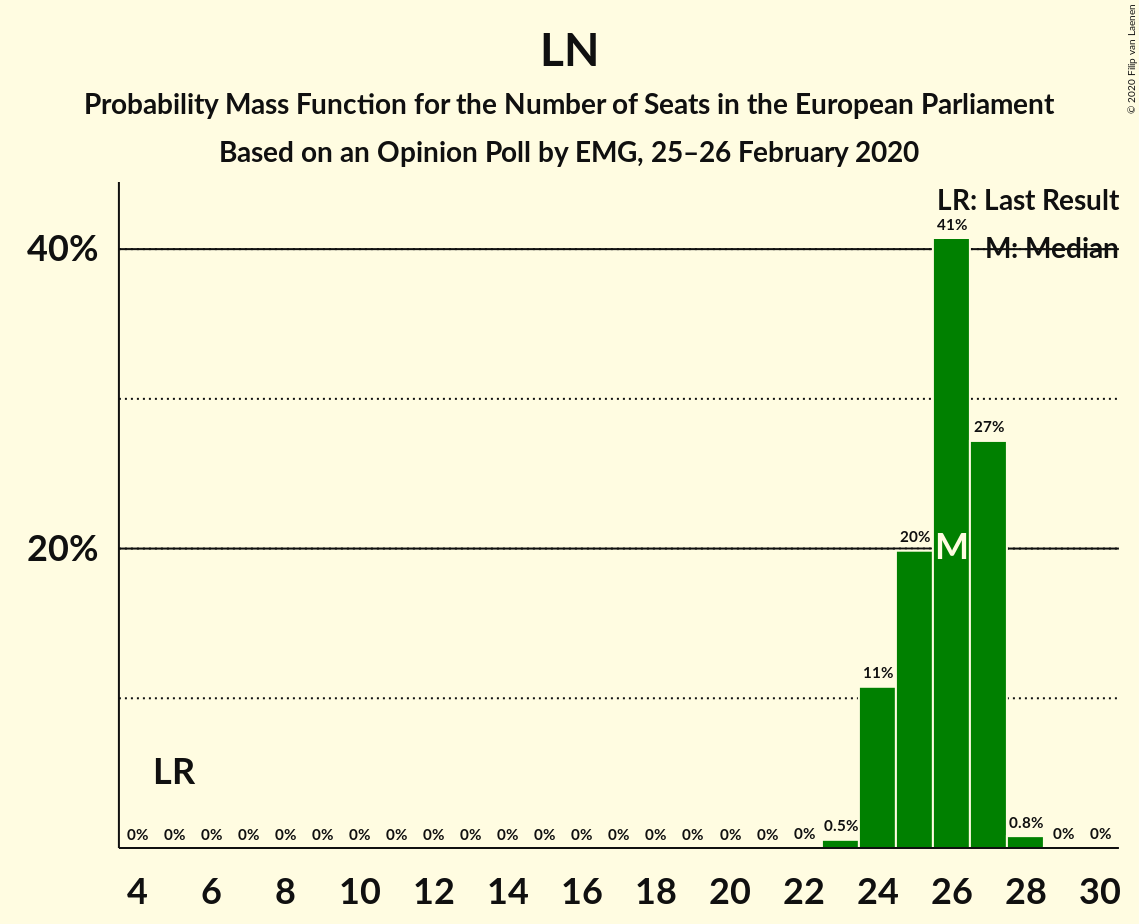 LN
Probability Mass Function for the Number of Seats in the European Parliament
Based on an Opinion Poll by EMG, 25–26 February 2020
© 2020 Filip van Laenen
LR: Last Result
M: Median
41%
40%
27%
20%
20%
M
11%
LR
0% 0% 0% 0% 0% 0% 0% 0% 0% 0% 0% 0% 0% 0% 0% 0% 0% 0% 0% 0.5% 0.8% 0% 0%
4 6 8 10 12 14 16 18 20 22 24 26 28 30